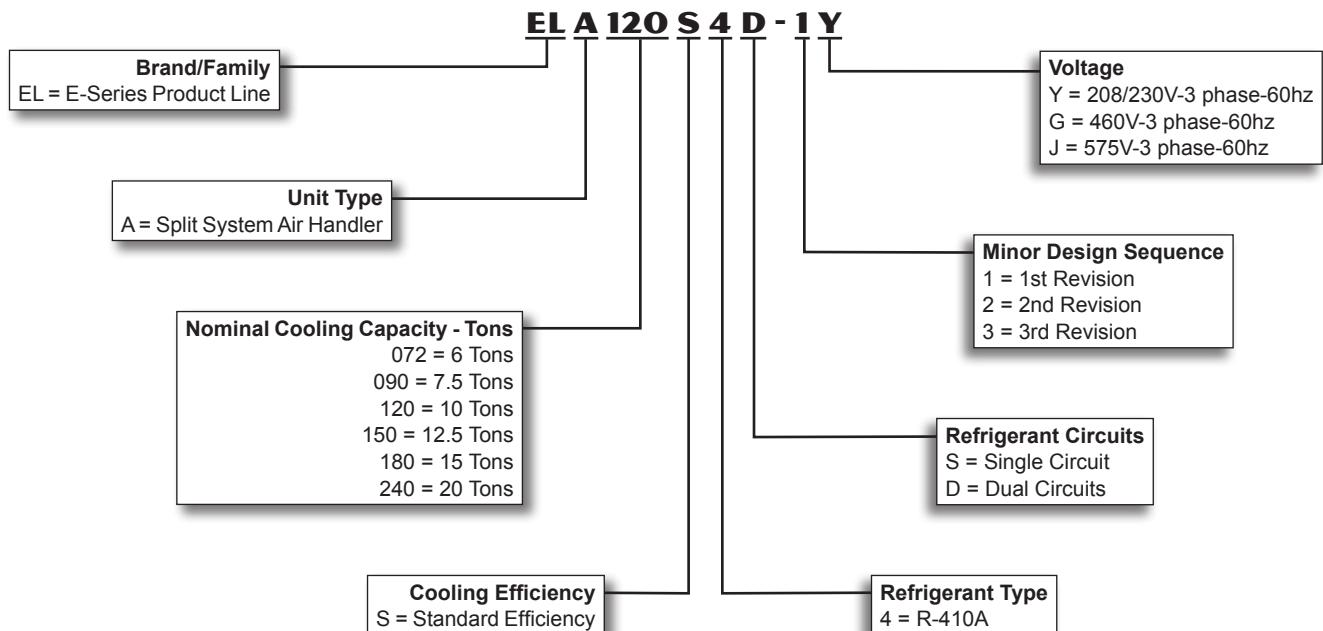 ELA120S4D-1Y
Brand/Family
EL = E-Series Product Line
Voltage
Y = 208/230V-3 phase-60hz
G = 460V-3 phase-60hz
J = 575V-3 phase-60hz
Unit Type
A = Split System Air Handler
Minor Design Sequence
1 = 1st Revision
2 = 2nd Revision
3 = 3rd Revision
Nominal Cooling Capacity - Tons
072 = 6 Tons
090 = 7.5 Tons
120 = 10 Tons
150 = 12.5 Tons
180 = 15 Tons
240 = 20 Tons
Refrigerant Circuits
S = Single Circuit
D = Dual Circuits
Cooling Efficiency
S = Standard Efficiency
Refrigerant Type
4 = R-410A